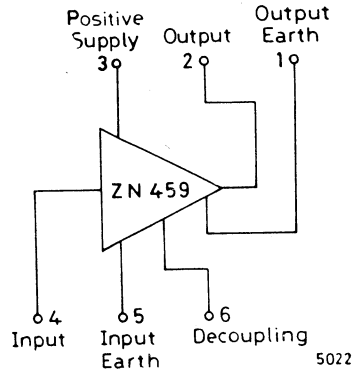 Positive
Supply
3
Output
2
Output
Earth
1
ZN 459
4
Input
5
Input
Earth
6
Decoupling
5022